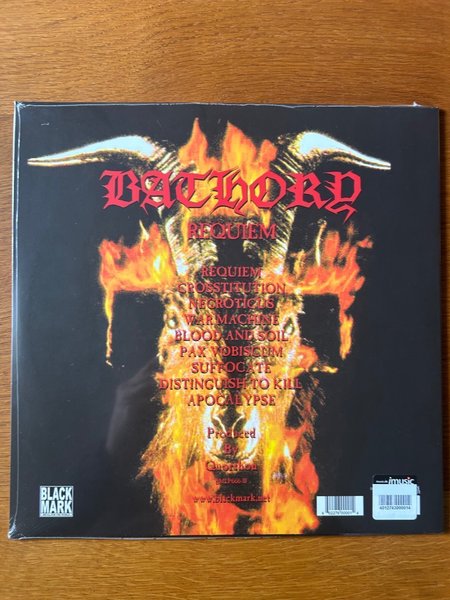 BATHORY
REQUIEM
REQUIEM
CROSSTITUTION
NECROTICUS
WAR MACHINE
BLOOD AND SOIL
PAX VOBISCUM
SUFFOCATE
DISTINGUISH TO KILL
APOCALYPSE
Produced
By
Quorthon
www.blackmark.net
BLACK
MARK
imusic